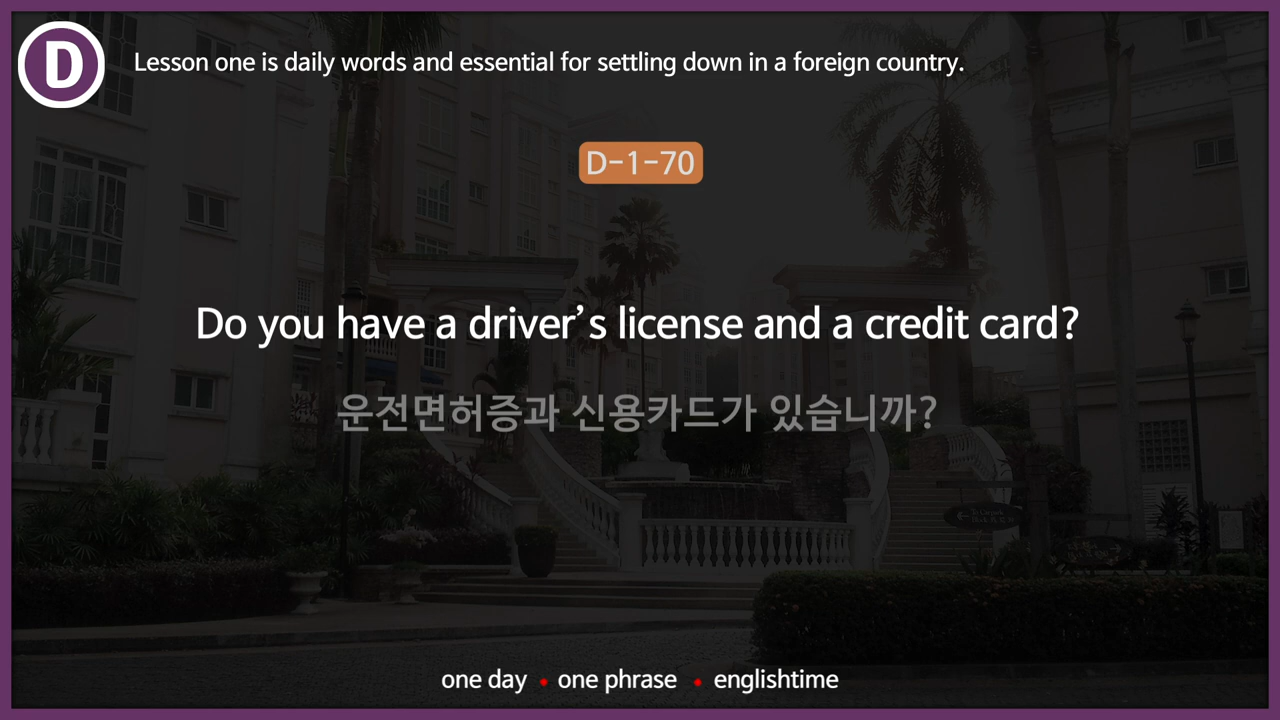 D
Lesson one is daily words and essential for settling down in a foreign country.
D-1-70
Do you have a driver’s license and a credit card?
운전면허증과 신용카드가 있습니까?
one day • one phrase • englishtime